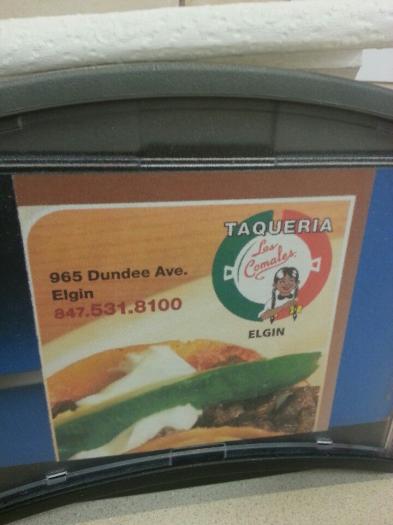 TAQUERIA
Los
Comales
ELGIN
965 Dundee Ave.
Elgin
847.531.8100